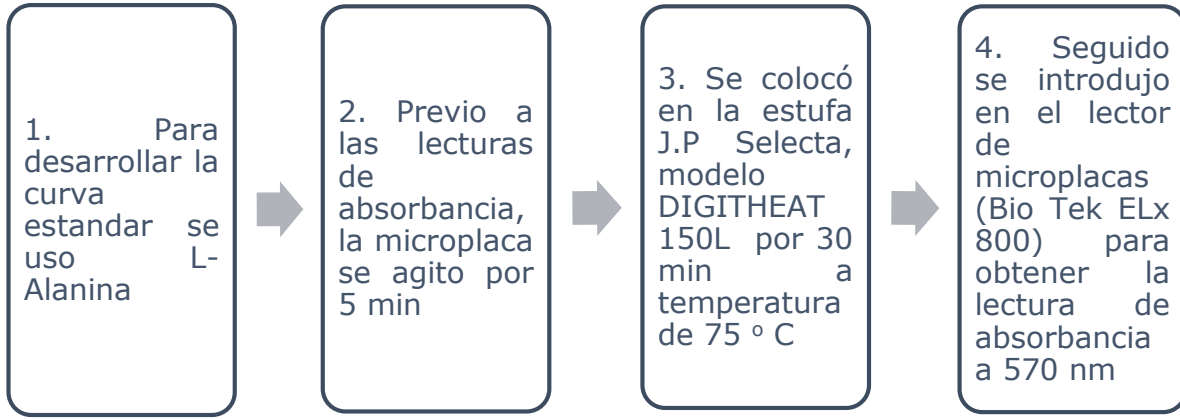 1. Para
desarrollar la
curva
estandar se
uso L-
Alanina
2. Previo a
las lecturas
de
absorbancia,
la microplaca
se agito por
5 min
3. Se colocó
en la estufa
J.P Selecta,
modelo
DIGITHEAT
150L por 30
min a
temperatura
de 75 º C
4. Seguido
se introdujo
en el lector
de
microplacas
(Bio Tek ELx
800) para
obtener la
lectura de
absorbancia
a 570 nm